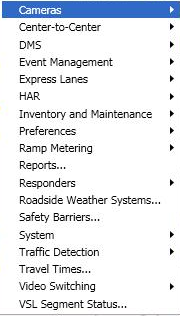 Cameras
Center-to-Center
DMS
Event Management
Express Lanes
HAR
Inventory and Maintenance
Preferences
Ramp Metering
Reports...
Responders
Roadside Weather Systems...
Safety Barriers...
System
Traffic Detection
Travel Times...
Video Switching
VSL Segment Status...